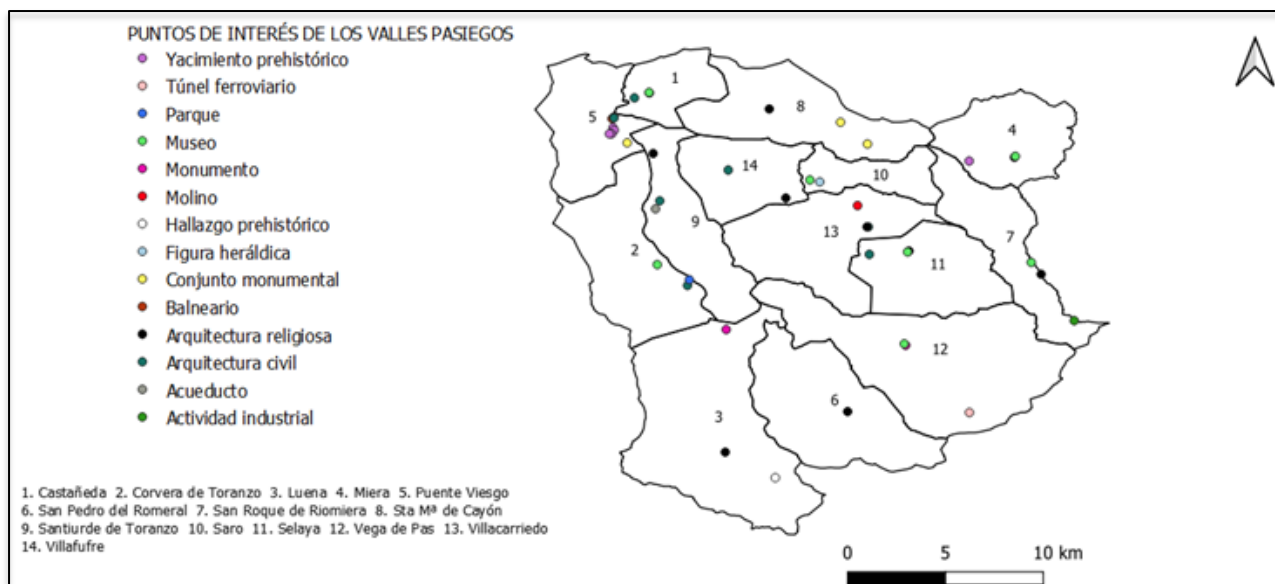 PUNTOS DE INTERÉS DE LOS VALLES PASIEGOS
Yacimiento prehistórico
Túnel ferroviario
Parque
Museo
Monumento
Molino
Hallazgo prehistórico
Figura heráldica
Conjunto monumental
Balneario
Arquitectura religiosa
Arquitectura civil
Acueducto
Actividad industrial
1
8
5
4
14
10
9
13
7
2
11
12
6
3
1. Castañeda 2. Corvera de Toranzo 3. Luena 4. Miera 5. Puente Viesgo
6. San Pedro del Romeral 7. San Roque de Riomiera 8. Sta Mª de Cayón
9. Santiurde de Toranzo 10. Saro 11. Selaya 12. Vega de Pas 13. Villacarriedo
14. Villafufre
0 5 10 km